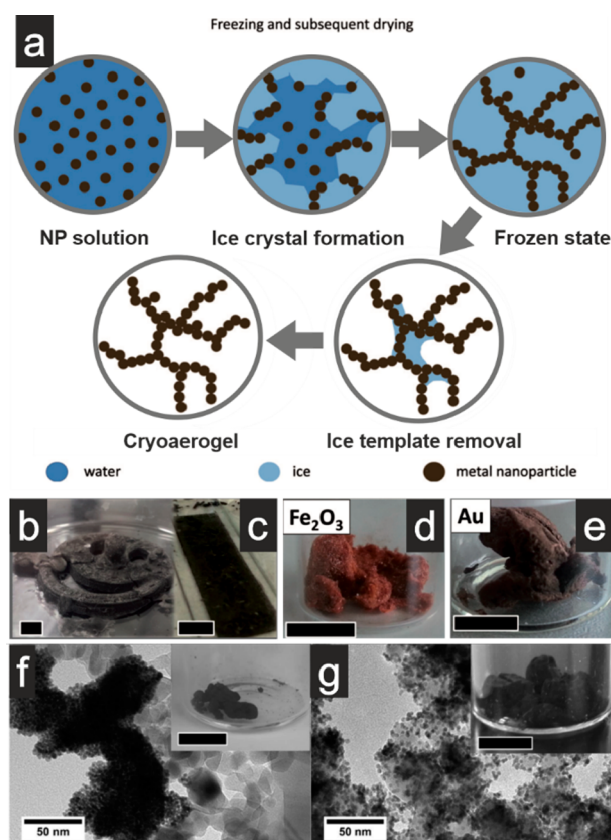 Freezing and subsequent drying
a
NP solution
Ice crystal formation
Frozen state
Cryoaerogel
Ice template removal
water
ice
metal nanoparticle
b
c
Fe₂O₃
d
Au
e
f
50 nm
g
50 nm